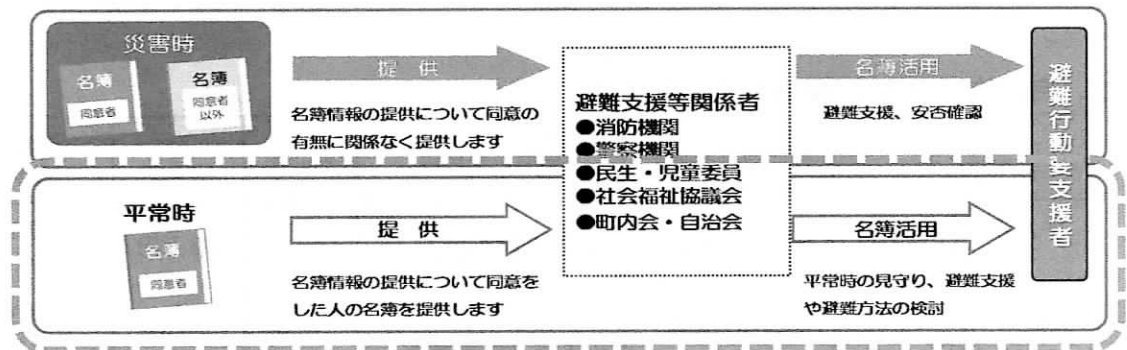 災害時
名簿
同意者
名簿
同意者
以外
提 供
名簿情報の提供について同意の
有無に関係なく提供します
避難支援等関係者
●消防機関
●警察機関
●民生・児童委員
●社会福祉協議会
●町内会・自治会
名簿活用
避難支援、安否確認
避難行動要支援者
平常時
名簿
同意者
提 供
名簿情報の提供について同意を
した人の名簿を提供します
名簿活用
平常時の見守り、避難支援
や避難方法の検討